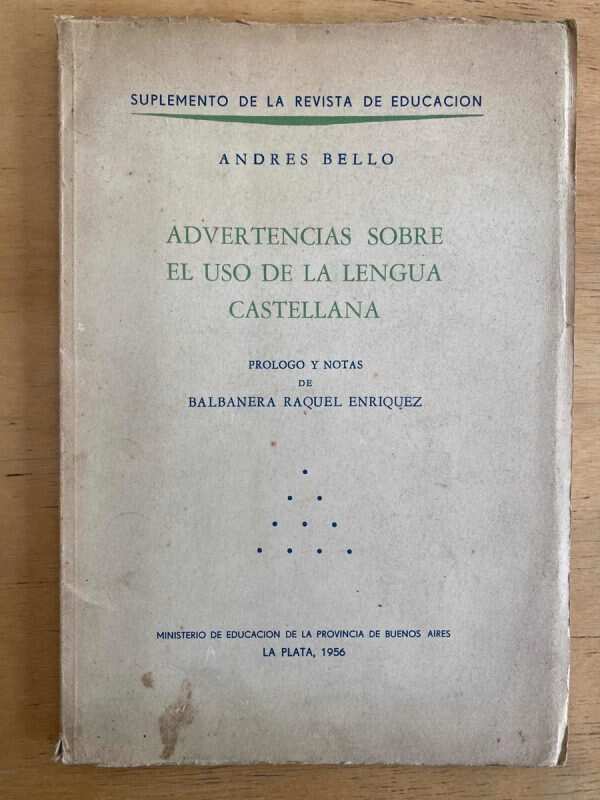 SUPLEMENTO DE LA REVISTA DE EDUCACION
ANDRES BELLO
ADVERTENCIAS SOBRE
EL USO DE LA LENGUA
CASTELLANA
PROLOGO Y NOTAS
DE
BALBANERA RAQUEL ENRIQUEZ
MINISTERIO DE EDUCACION DE LA PROVINCIA DE BUENOS AIRES
LA PLATA, 1956